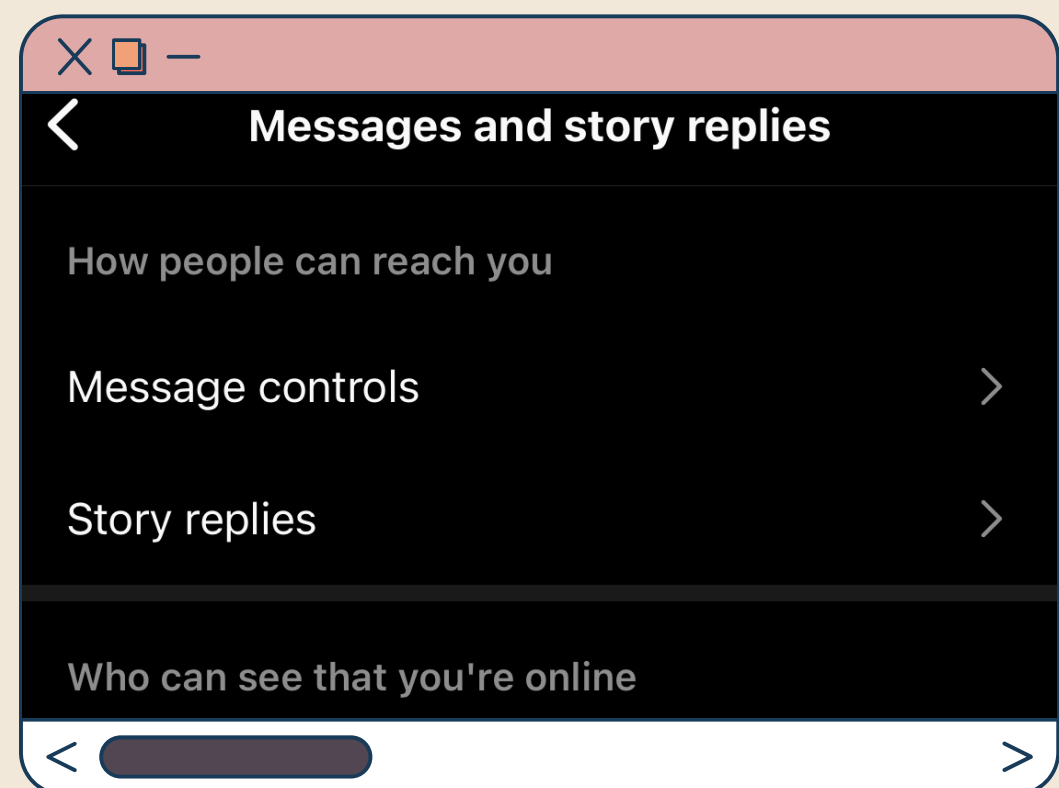 Messages and story replies
How people can reach you
Message controls
Story replies
Who can see that you're online